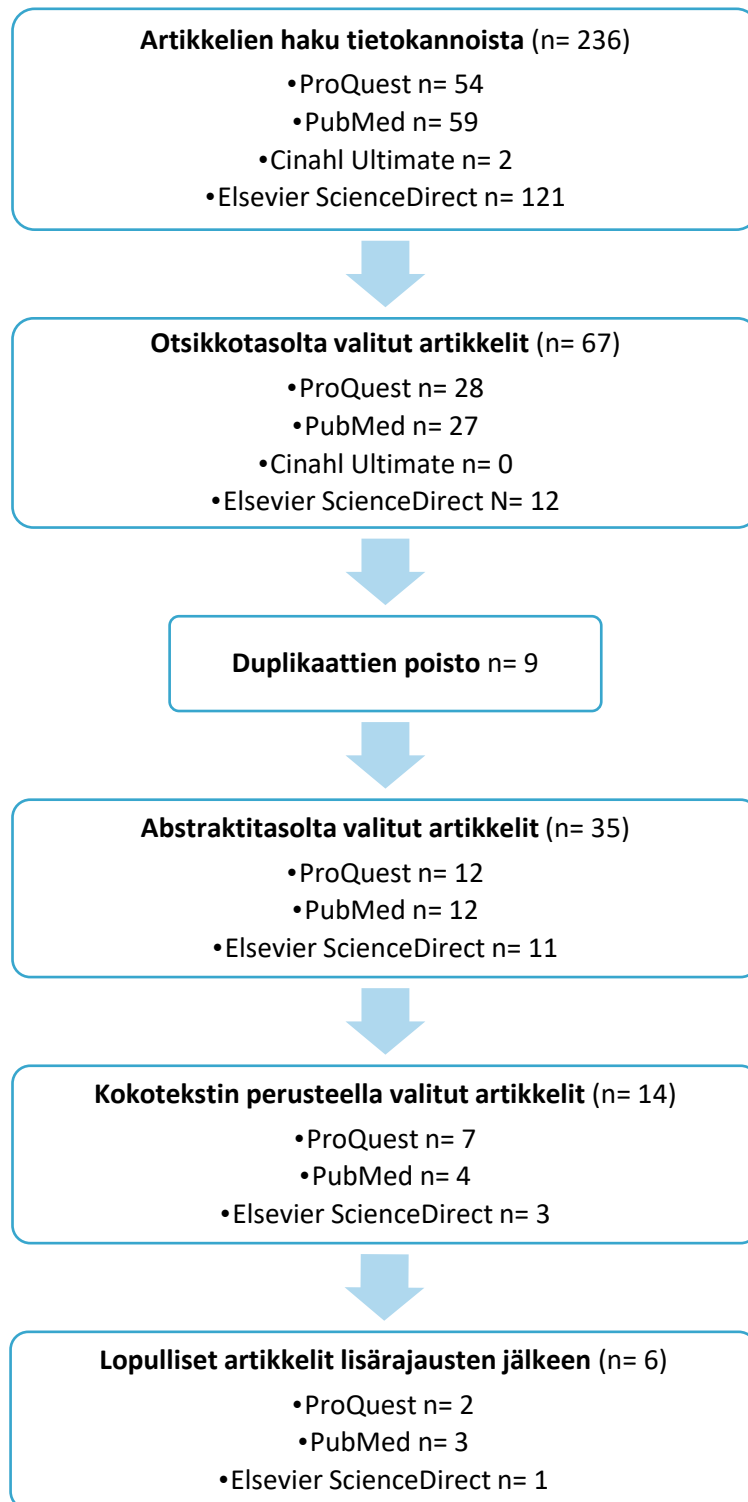 Artikkelien haku tietokannoista (n= 236)
•ProQuest n= 54
•PubMed n= 59
•Cinahl Ultimate n= 2
•Elsevier ScienceDirect n= 121
Otsikkotasolta valitut artikkelit (n= 67)
•ProQuest n= 28
•PubMed n= 27
•Cinahl Ultimate n= 0
•Elsevier ScienceDirect N= 12
Duplikaattien poisto n= 9
Abstraktitasolta valitut artikkelit (n= 35)
•ProQuest n= 12
•PubMed n= 12
•Elsevier ScienceDirect n= 11
Kokotekstin perusteella valitut artikkelit (n= 14)
•ProQuest n= 7
•PubMed n= 4
•Elsevier ScienceDirect n= 3
Lopulliset artikkelit lisärajausten jälkeen (n= 6)
•ProQuest n= 2
•PubMed n= 3
•Elsevier ScienceDirect n= 1